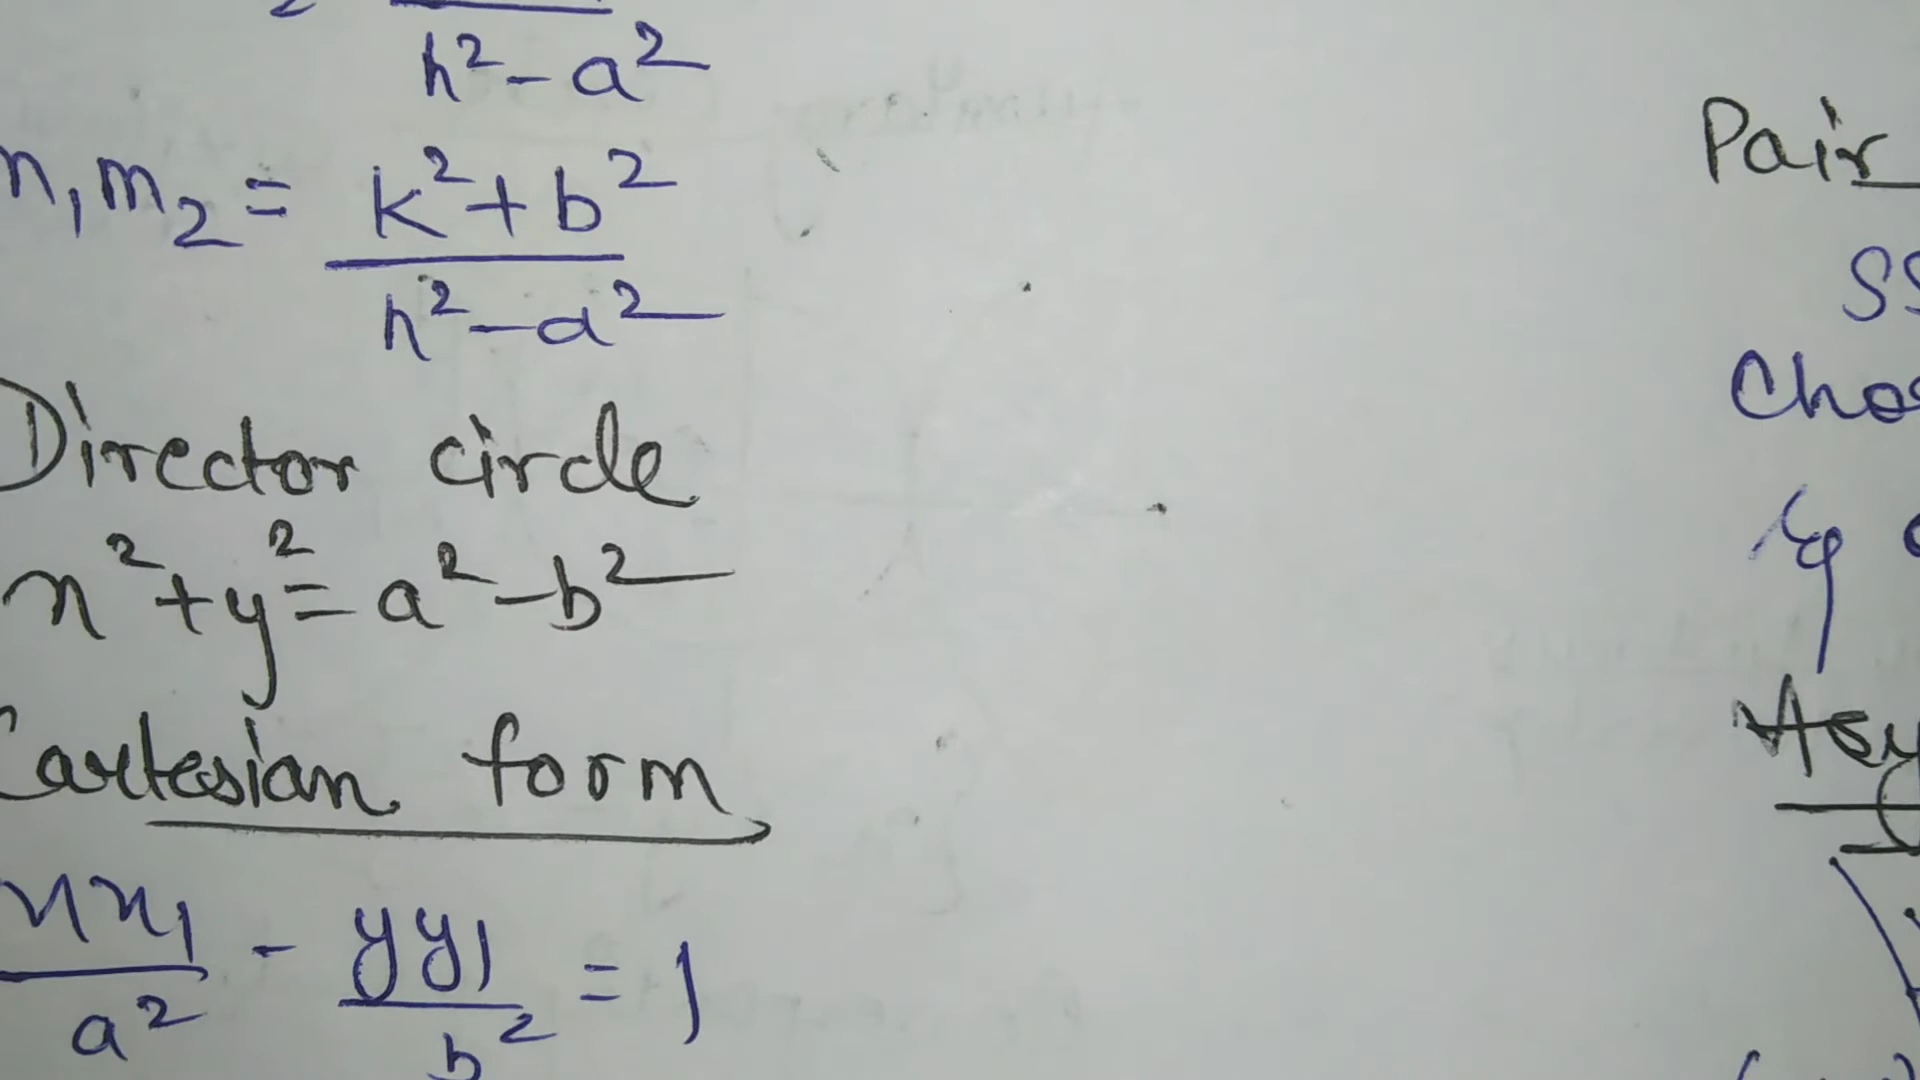 h² - a²
m₁m₂ = k² + b² / h² - a²
Director circle
x² + y² = a² - b²
Cartesian form
xx₁/a² - yy₁/b² = 1
Pair